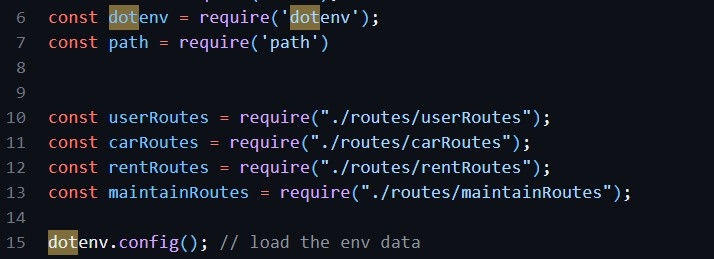 6 const dotenv = require('dotenv');
7 const path = require('path')
8
9
10 const userRoutes = require("./routes/userRoutes");
11 const carRoutes = require("./routes/carRoutes");
12 const rentRoutes = require("./routes/rentRoutes");
13 const maintainRoutes = require("./routes/maintainRoutes");
14
15 dotenv.config(); // load the env data